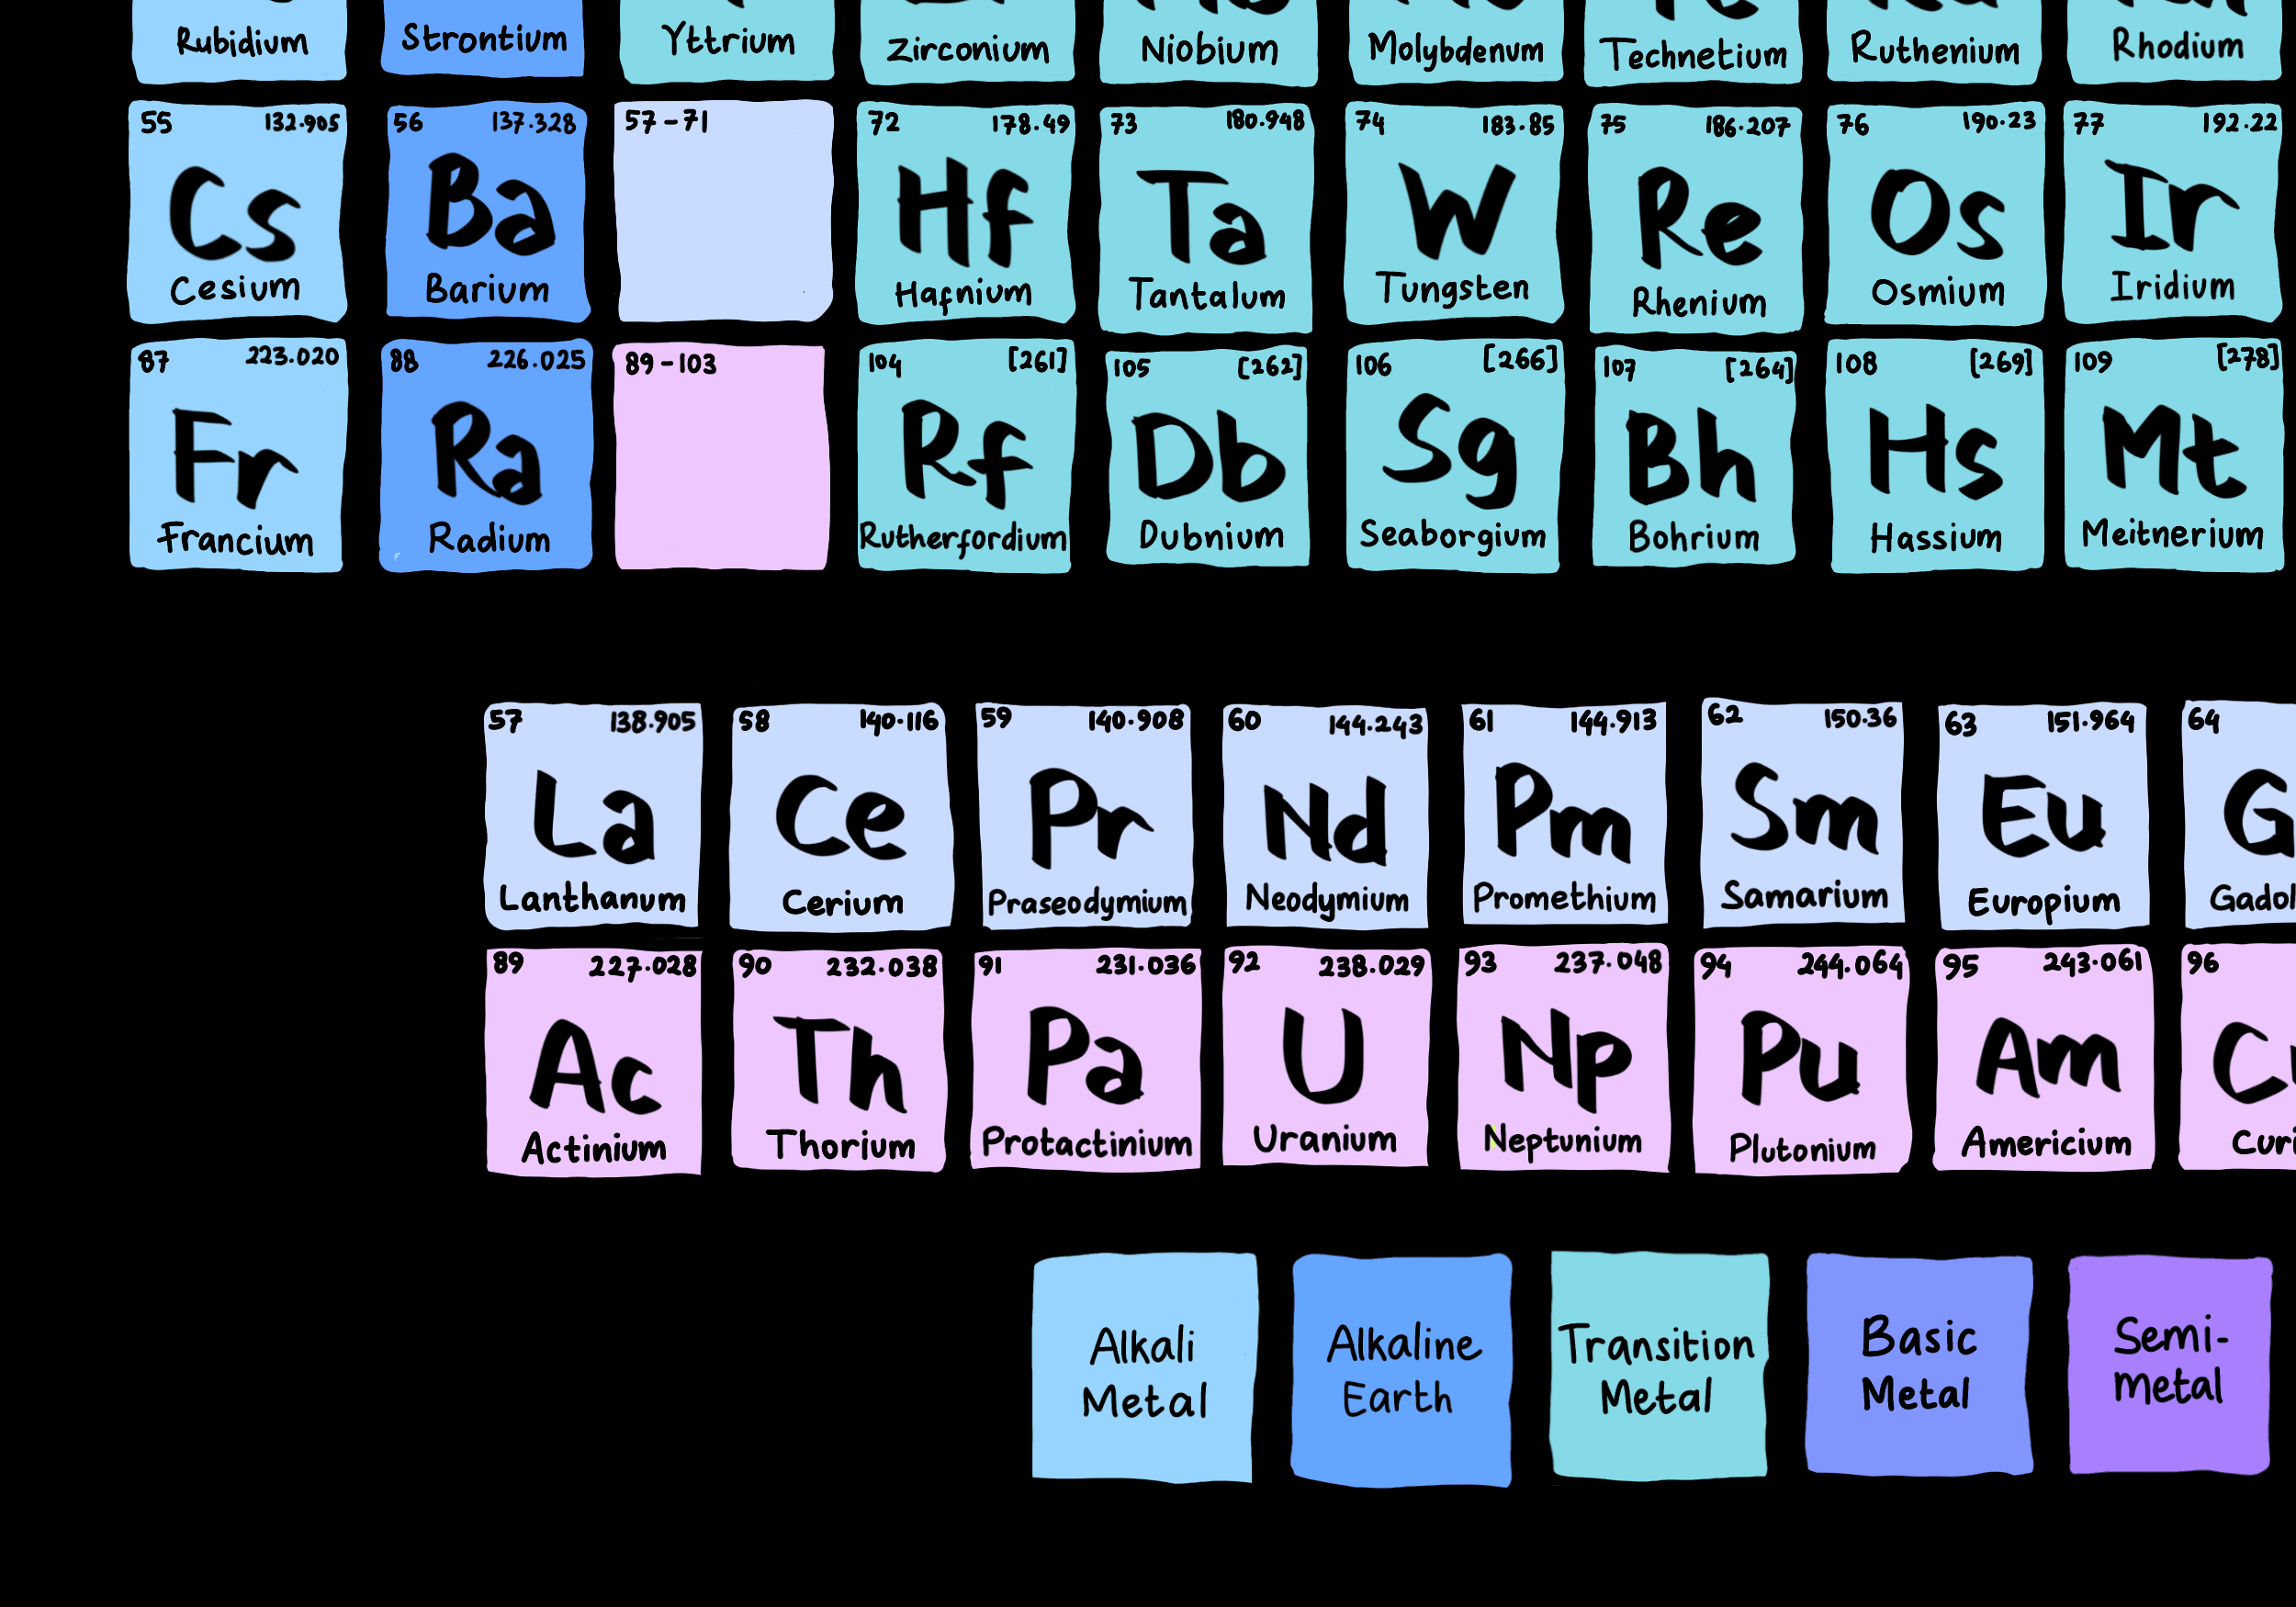 Rubidium Strontium Yttrium Zirconium Niobium Molybdenum Technetium Ruthenium Rhodium
55 132.905 56 137.328 57-71 72 178.49 73 180.948 74 183.85 75 186.207 76 190.23 77 192.22
Cs Ba Hf Ta W Re Os Ir
Cesium Barium Hafnium Tantalum Tungsten Rhenium Osmium Iridium
87 223.020 88 226.025 89-103 104 [261] 105 [262] 106 [266] 107 [264] 108 [269] 109 [278]
Fr Ra Rf Db Sg Bh Hs Mt
Francium Radium Rutherfordium Dubnium Seaborgium Bohrium Hassium Meitnerium
57 138.905 58 140.116 59 140.908 60 144.243 61 144.913 62 150.36 63 151.964 64
La Ce Pr Nd Pm Sm Eu G
Lanthanum Cerium Praseodymium Neodymium Promethium Samarium Europium Gadol
89 227.028 90 232.038 91 231.036 92 238.029 93 237.048 94 244.064 95 243.061 96
Ac Th Pa U Np Pu Am C
Actinium Thorium Protactinium Uranium Neptunium Plutonium Americium Curi
Alkali Metal
Alkaline Earth
Transition Metal
Basic Metal
Semi-
metal